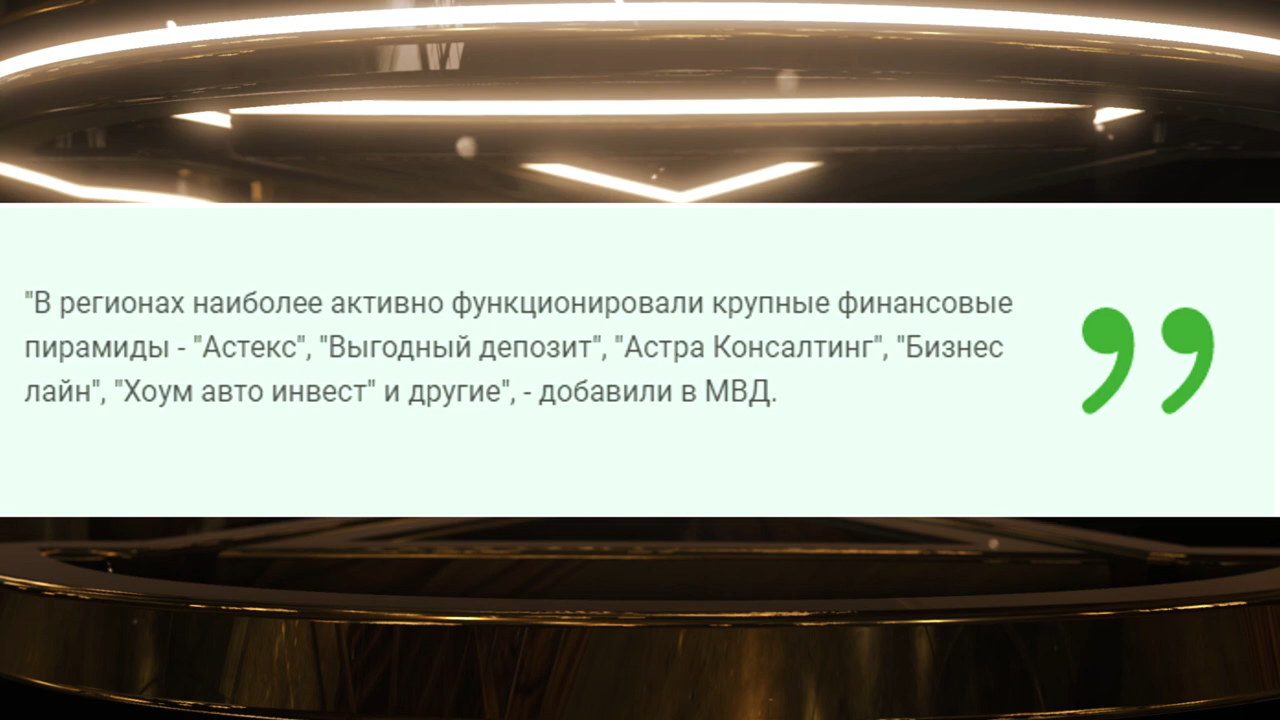 "В регионах наиболее активно функционировали крупные финансовые
пирамиды - "Астекс", "Выгодный депозит", "Астра Консалтинг", "Бизнес
лайн", "Хоум авто инвест" и другие", - добавили в МВД.